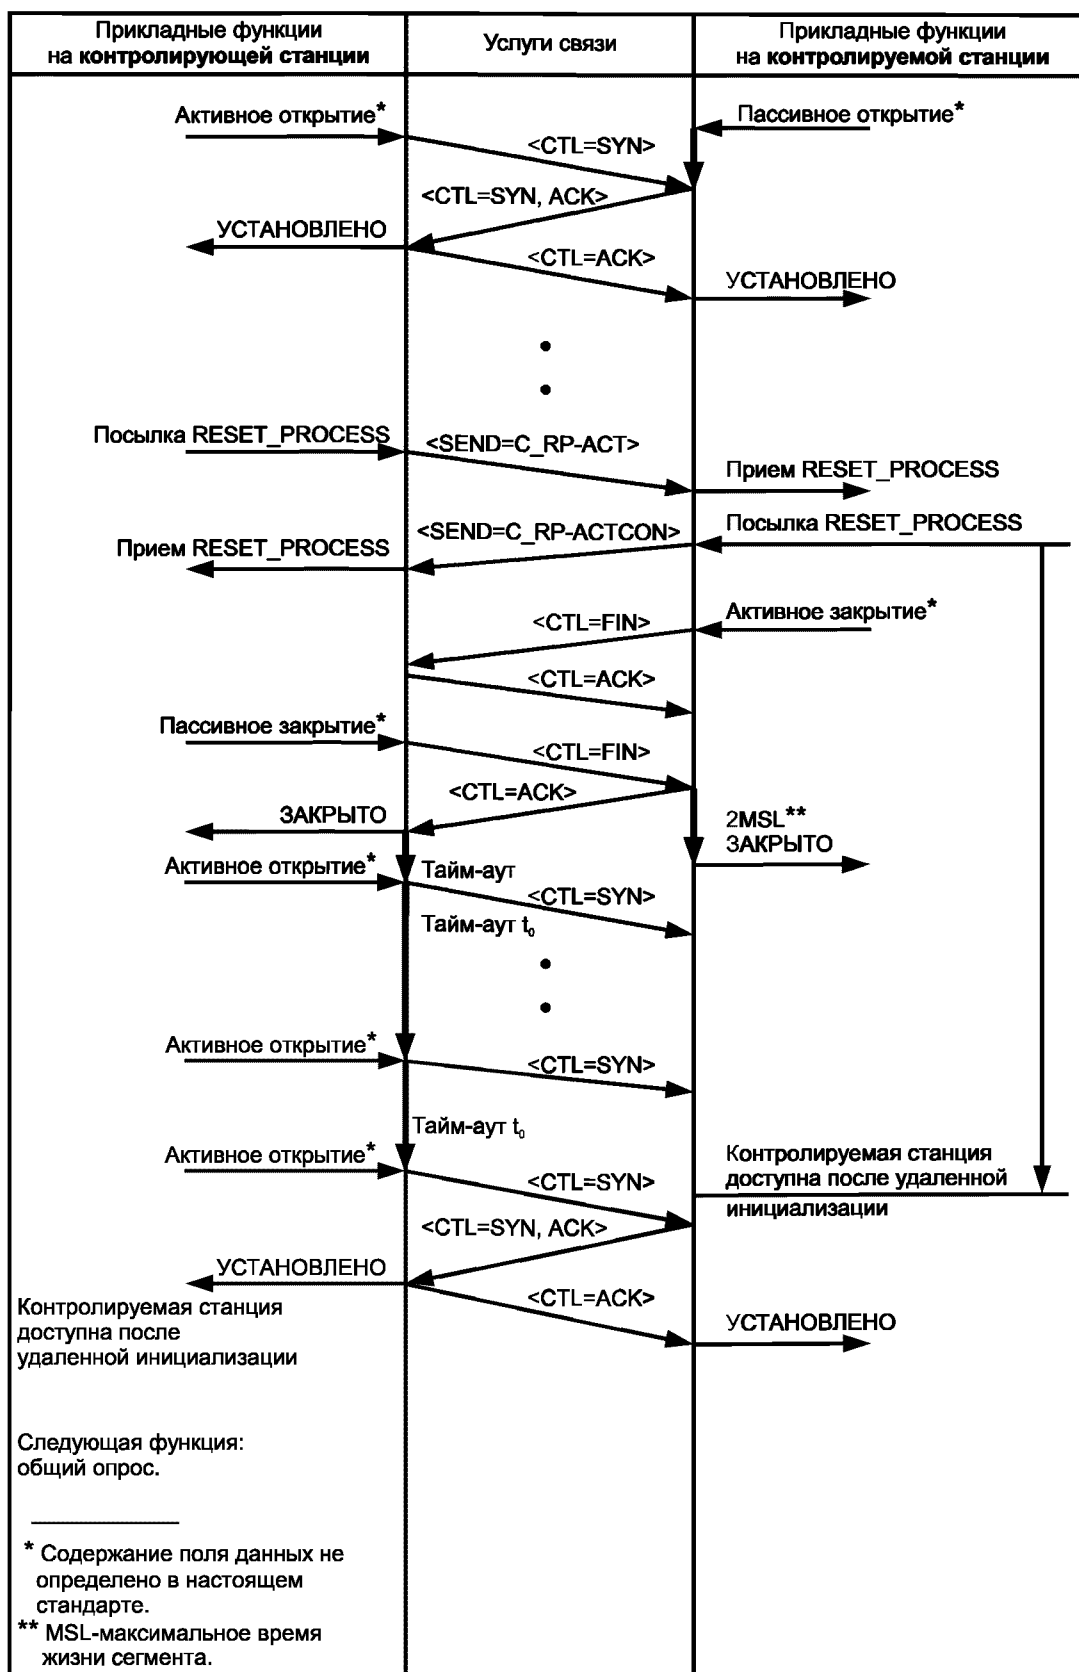 Прикладные функции
на контролирующей станции
Услуги связи
Прикладные функции
на контролируемой станции
Активное открытие*
Пассивное открытие*
<CTL=SYN>
<CTL=SYN, ACK>
УСТАНОВЛЕНО
<CTL=ACK>
УСТАНОВЛЕНО
Посылка RESET_PROCESS
<SEND=C_RP-ACT>
Прием RESET_PROCESS
Посылка RESET_PROCESS
<SEND=C_RP-ACTCON>
Прием RESET_PROCESS
Активное закрытие*
<CTL=FIN>
<CTL=ACK>
Пассивное закрытие*
<CTL=FIN>
<CTL=ACK>
ЗАКРЫТО
2MSL**
ЗАКРЫТО
Активное открытие*
Тайм-аут
<CTL=SYN>
Тайм-аут t₀
Активное открытие*
<CTL=SYN>
Тайм-аут t₀
Активное открытие*
<CTL=SYN>
Контролируемая станция
доступна после удаленной
инициализации
<CTL=SYN, ACK>
УСТАНОВЛЕНО
<CTL=ACK>
УСТАНОВЛЕНО
Контролируемая станция
доступна после
удаленной инициализации
Следующая функция:
общий опрос.
* Содержание поля данных не
определено в настоящем
стандарте.
** MSL-максимальное время
жизни сегмента.